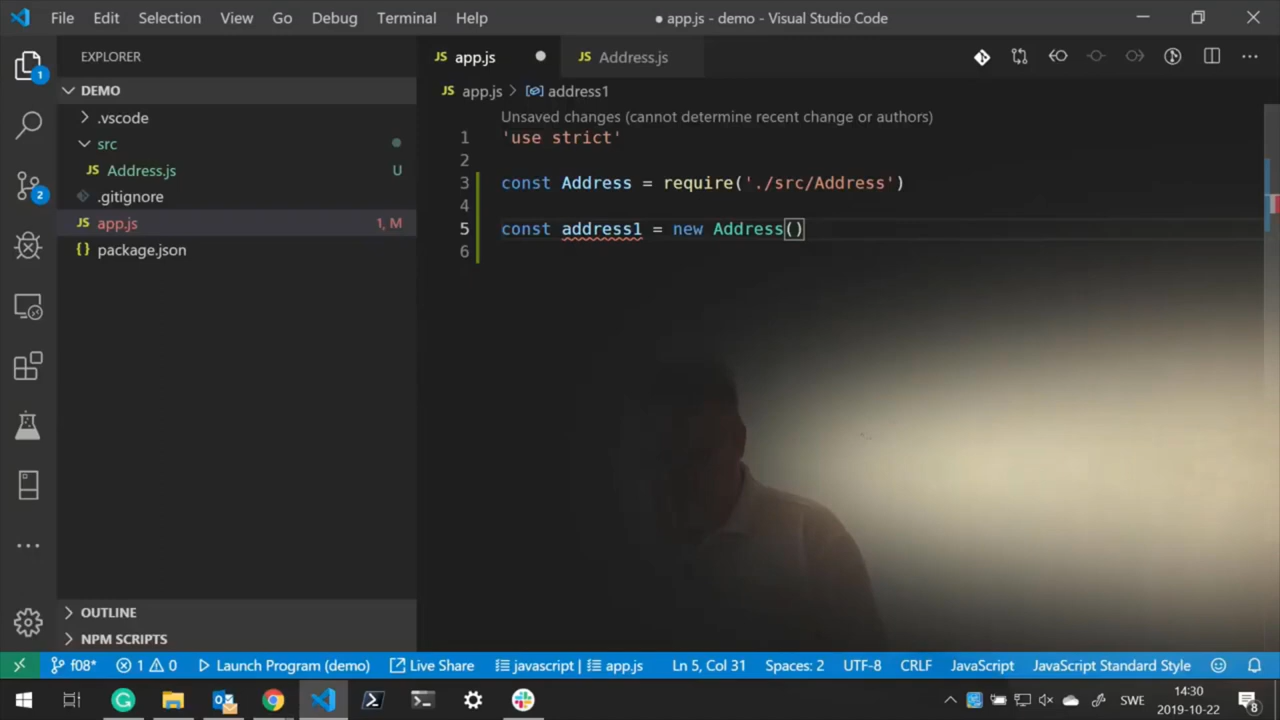 File Edit Selection View Go Debug Terminal Help
● app.js - demo - Visual Studio Code
EXPLORER
DEMO
.vscode
src
JS Address.js U
.gitignore
JS app.js 1, M
{} package.json
OUTLINE
NPM SCRIPTS
1
2
JS app.js
JS Address.js
JS app.js > address1
Unsaved changes (cannot determine recent change or authors)
1 'use strict'
2
3 const Address = require('./src/Address')
4
5 const address1 = new Address()
6
f08* 1 0 Launch Program (demo) Live Share javascript | app.js Ln 5, Col 31 Spaces: 2 UTF-8 CRLF JavaScript JavaScript Standard Style
SWE
14:30
2019-10-22
8